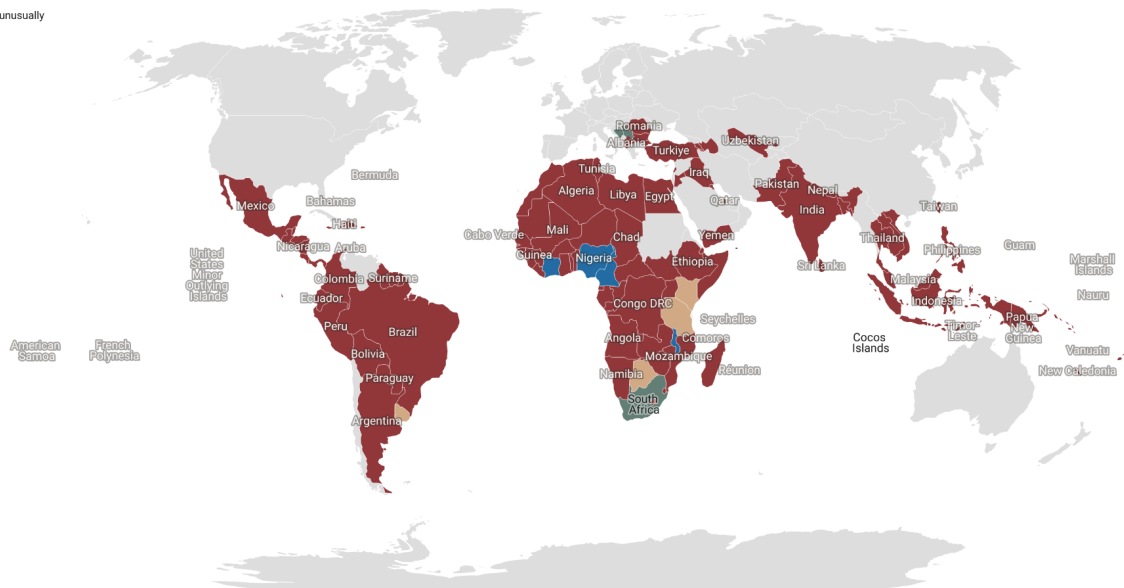 unusually
Romania
Albania
Turkiye
Uzbekistan
Tunisia
Iraq
Algeria
Libya
Egypt
Pakistan
Nepal
India
Qatar
Bermuda
Bahamas
Mexico
Haiti
Taiwan
Cabo Verde
Mali
Chad
Yemen
Thailand
Philippines
Guam
Nicaragua
Aruba
Guinea
Nigeria
Ethiopia
Sri Lanka
United
States
Minor
Outlying
Islands
Marshall
Islands
Colombia
Suriname
Malaysia
Ecuador
Congo DRC
Indonesia
Nauru
Peru
Brazil
Seychelles
Papua
New
Guinea
Timor-
Leste
American
Samoa
French
Polynesia
Angola
Comoros
Cocos
Islands
Bolivia
Mozambique
Vanuatu
Paraguay
Namibia
Réunion
New Caledonia
South
Africa
Argentina